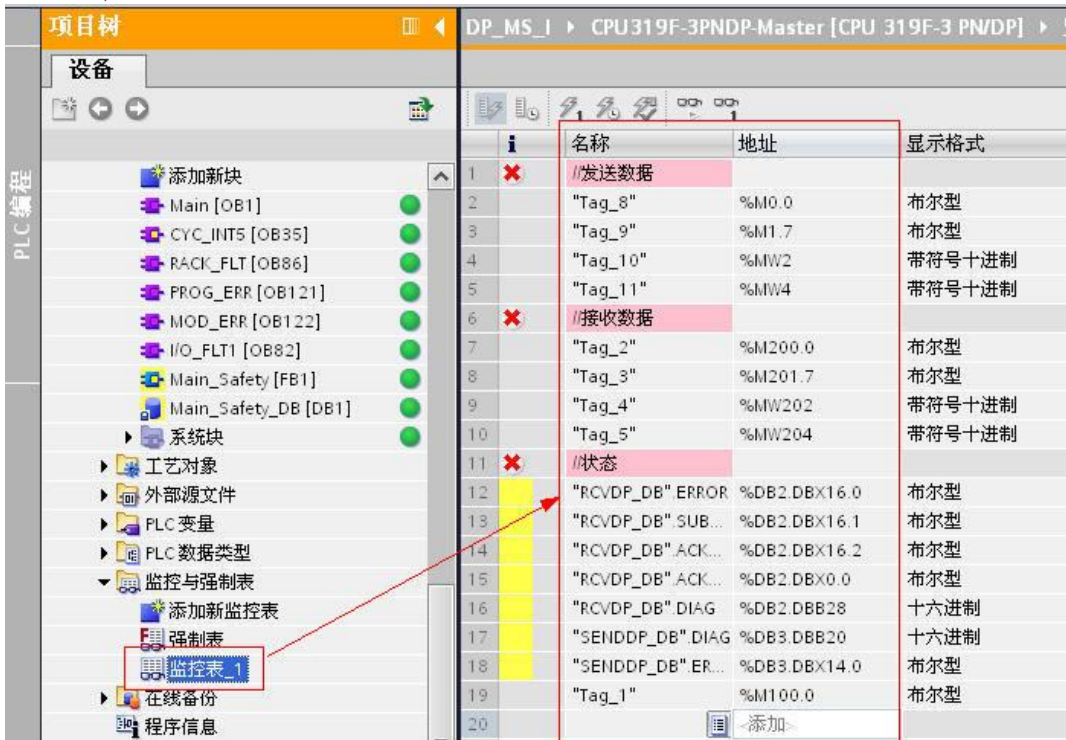 项目树
DP_MS_I ▸ CPU319F-3PNDP-Master [CPU 319F-3 PN/DP] ▸
设备
PLC 编程
i 名称 地址 显示格式
添加新块
Main [OB1]
CYC_INT5 [OB35]
RACK_FLT [OB86]
PROG_ERR [OB121]
MOD_ERR [OB122]
I/O_FLT1 [OB82]
Main_Safety [FB1]
Main_Safety_DB [DB1]
系统块
工艺对象
外部源文件
PLC 变量
PLC 数据类型
监控与强制表
添加新监控表
强制表
监控表_1
在线备份
程序信息
1 //发送数据
2 "Tag_8" %M0.0 布尔型
3 "Tag_9" %M1.7 布尔型
4 "Tag_10" %MW2 带符号十进制
5 "Tag_11" %MW4 带符号十进制
6 //接收数据
7 "Tag_2" %M200.0 布尔型
8 "Tag_3" %M201.7 布尔型
9 "Tag_4" %MW202 带符号十进制
10 "Tag_5" %MW204 带符号十进制
11 //状态
12 "RCVDP_DB".ERROR %DB2.DBX16.0 布尔型
13 "RCVDP_DB".SUB... %DB2.DBX16.1 布尔型
14 "RCVDP_DB".ACK... %DB2.DBX16.2 布尔型
15 "RCVDP_DB".ACK... %DB2.DBX0.0 布尔型
16 "RCVDP_DB".DIAG %DB2.DBB28 十六进制
17 "SENDDP_DB".DIAG %DB3.DBB20 十六进制
18 "SENDDP_DB".ER... %DB3.DBX14.0 布尔型
19 "Tag_1" %M100.0 布尔型
20 <添加>